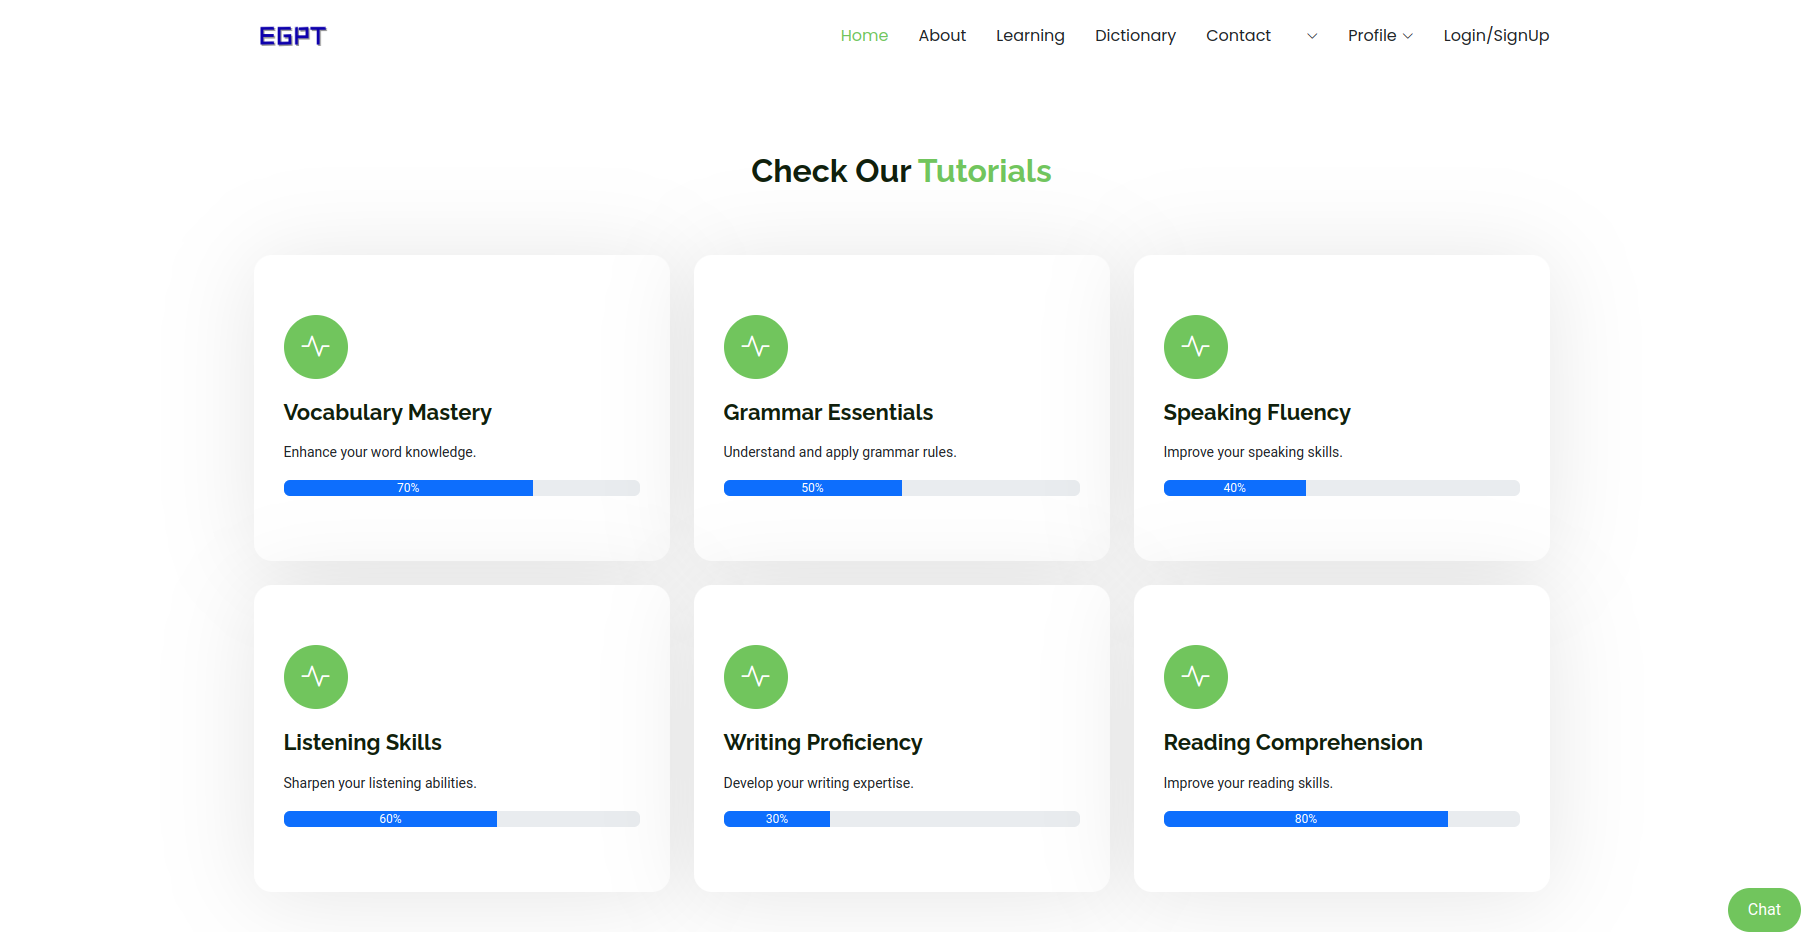 EGPT
Home About Learning Dictionary Contact Profile Login/SignUp
Check Our Tutorials
Vocabulary Mastery
Enhance your word knowledge.
70%
Grammar Essentials
Understand and apply grammar rules.
50%
Speaking Fluency
Improve your speaking skills.
40%
Listening Skills
Sharpen your listening abilities.
60%
Writing Proficiency
Develop your writing expertise.
30%
Reading Comprehension
Improve your reading skills.
80%
Chat